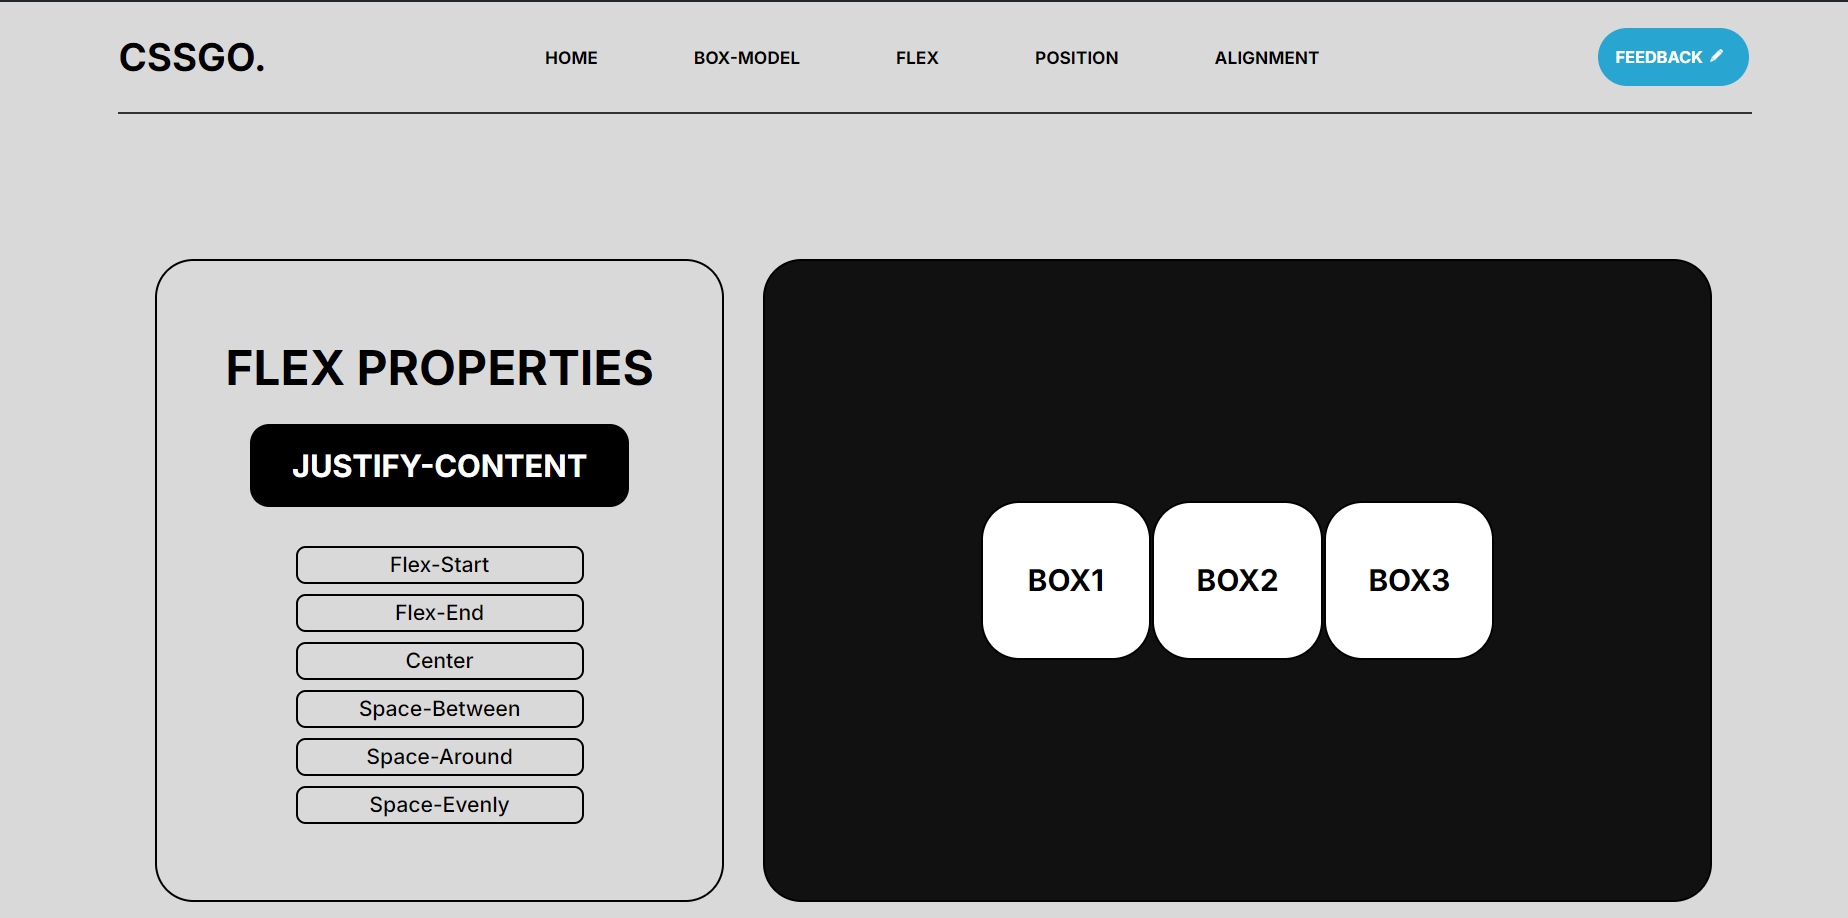 CSSGO.
HOME
BOX-MODEL
FLEX
POSITION
ALIGNMENT
FEEDBACK
FLEX PROPERTIES
JUSTIFY-CONTENT
Flex-Start
Flex-End
Center
Space-Between
Space-Around
Space-Evenly
BOX1
BOX2
BOX3